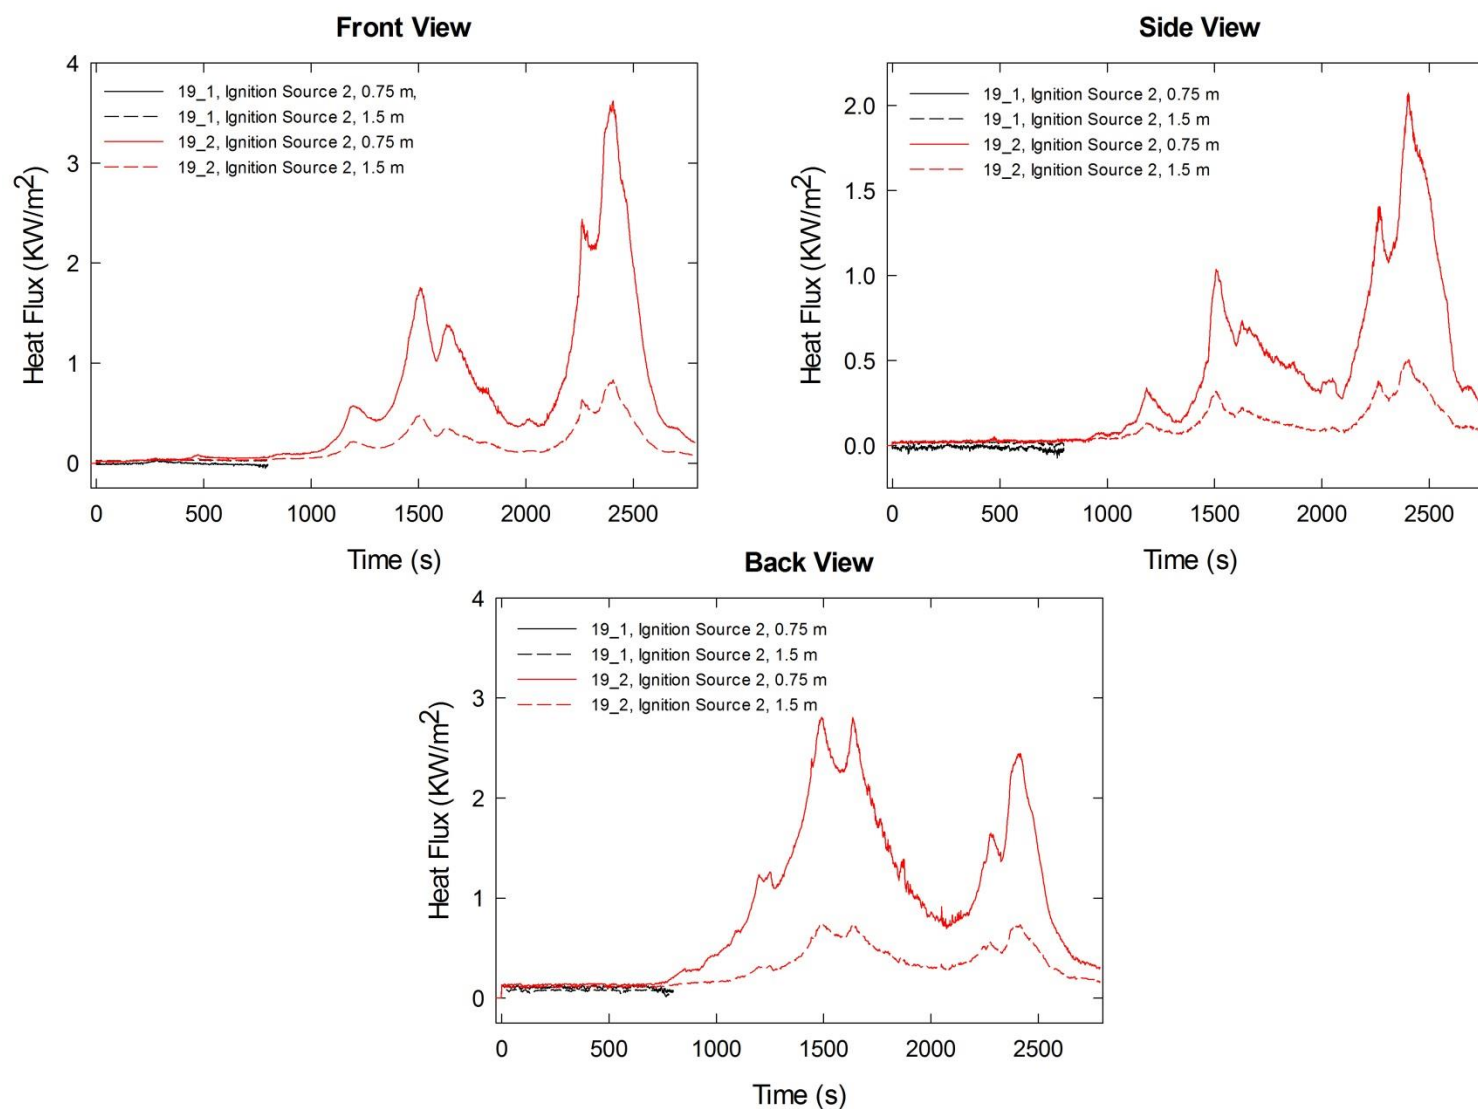 Front View
4
3
2
1
0
Heat Flux (KW/m2)
19_1, Ignition Source 2, 0.75 m,
19_1, Ignition Source 2, 1.5 m
19_2, Ignition Source 2, 0.75 m
19_2, Ignition Source 2, 1.5 m
0 500 1000 1500 2000 2500
Time (s)
Side View
2.0
1.5
1.0
0.5
0.0
Heat Flux (KW/m2)
19_1, Ignition Source 2, 0.75 m
19_1, Ignition Source 2, 1.5 m
19_2, Ignition Source 2, 0.75 m
19_2, Ignition Source 2, 1.5 m
0 500 1000 1500 2000 2500
Time (s)
Back View
4
3
2
1
0
Heat Flux (KW/m2)
19_1, Ignition Source 2, 0.75 m
19_1, Ignition Source 2, 1.5 m
19_2, Ignition Source 2, 0.75 m
19_2, Ignition Source 2, 1.5 m
0 500 1000 1500 2000 2500
Time (s)